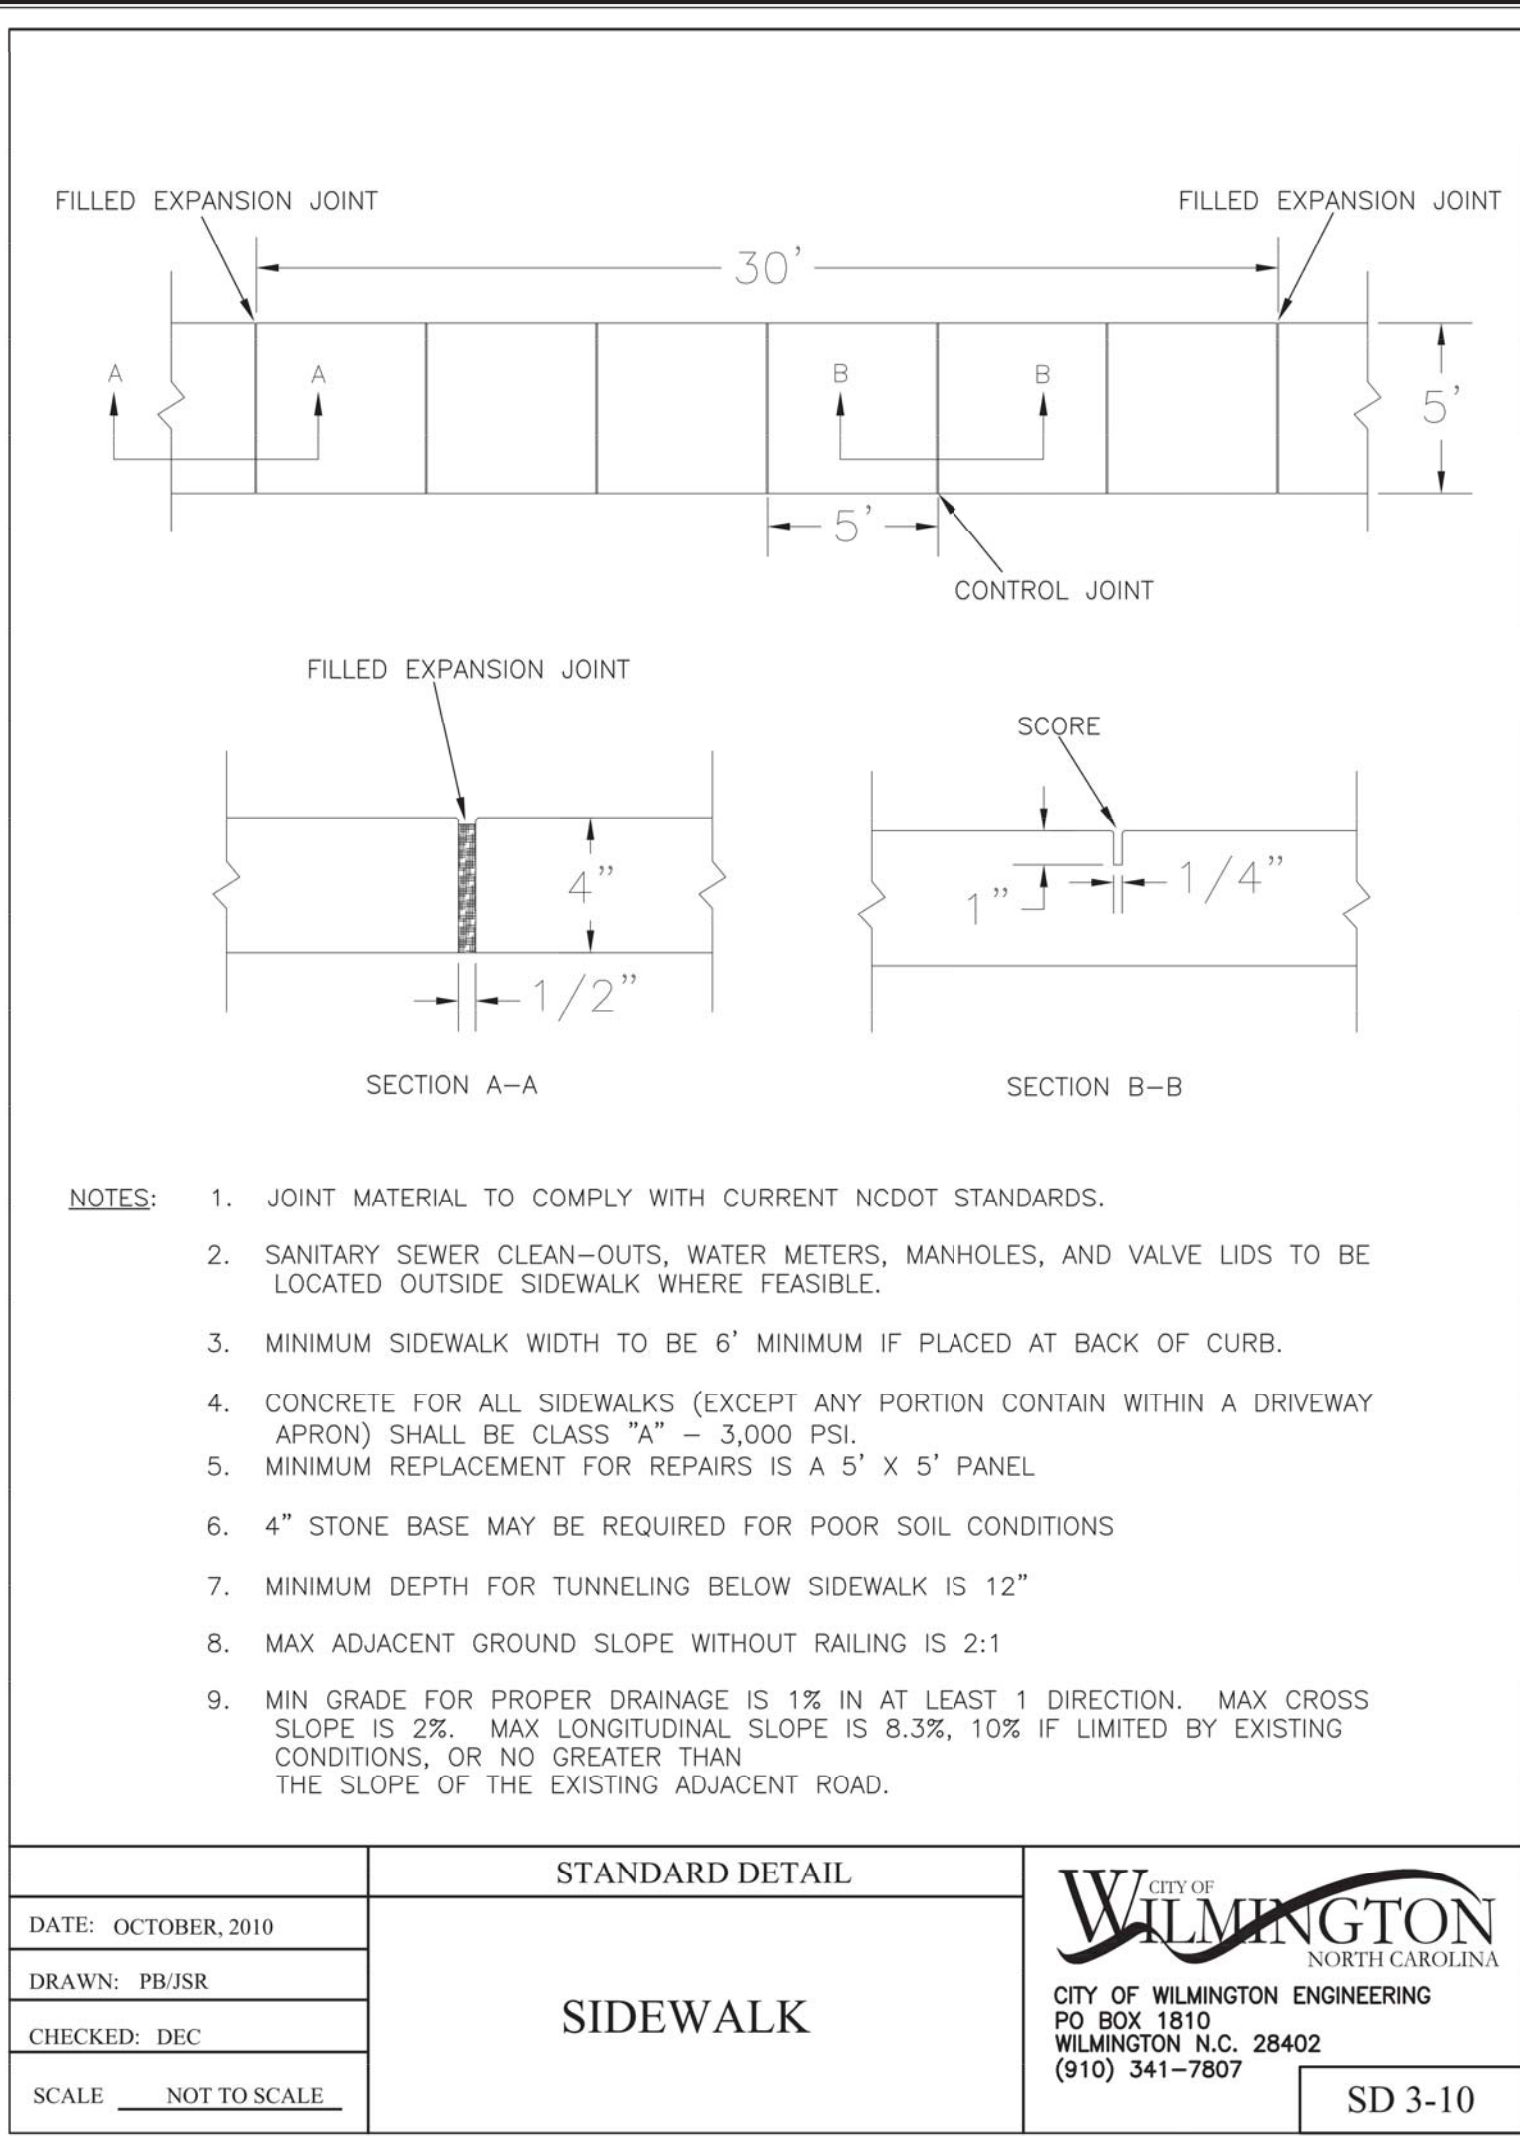 FILLED EXPANSION JOINT
FILLED EXPANSION JOINT
30’
A
A
B
B
5’
5’
CONTROL JOINT
FILLED EXPANSION JOINT
SCORE
4”
1”
1/4”
1/2”
SECTION A–A
SECTION B–B
NOTES:
1. JOINT MATERIAL TO COMPLY WITH CURRENT NCDOT STANDARDS.
2. SANITARY SEWER CLEAN–OUTS, WATER METERS, MANHOLES, AND VALVE LIDS TO BE
LOCATED OUTSIDE SIDEWALK WHERE FEASIBLE.
3. MINIMUM SIDEWALK WIDTH TO BE 6’ MINIMUM IF PLACED AT BACK OF CURB.
4. CONCRETE FOR ALL SIDEWALKS (EXCEPT ANY PORTION CONTAIN WITHIN A DRIVEWAY
APRON) SHALL BE CLASS ”A” – 3,000 PSI.
5. MINIMUM REPLACEMENT FOR REPAIRS IS A 5’ X 5’ PANEL
6. 4” STONE BASE MAY BE REQUIRED FOR POOR SOIL CONDITIONS
7. MINIMUM DEPTH FOR TUNNELING BELOW SIDEWALK IS 12”
8. MAX ADJACENT GROUND SLOPE WITHOUT RAILING IS 2:1
9. MIN GRADE FOR PROPER DRAINAGE IS 1% IN AT LEAST 1 DIRECTION. MAX CROSS
SLOPE IS 2%. MAX LONGITUDINAL SLOPE IS 8.3%, 10% IF LIMITED BY EXISTING
CONDITIONS, OR NO GREATER THAN
THE SLOPE OF THE EXISTING ADJACENT ROAD.
STANDARD DETAIL
DATE: OCTOBER, 2010
DRAWN: PB/JSR
CHECKED: DEC
SCALE NOT TO SCALE
SIDEWALK
CITY OF
WILMINGTON
NORTH CAROLINA
CITY OF WILMINGTON ENGINEERING
PO BOX 1810
WILMINGTON N.C. 28402
(910) 341–7807
SD 3-10